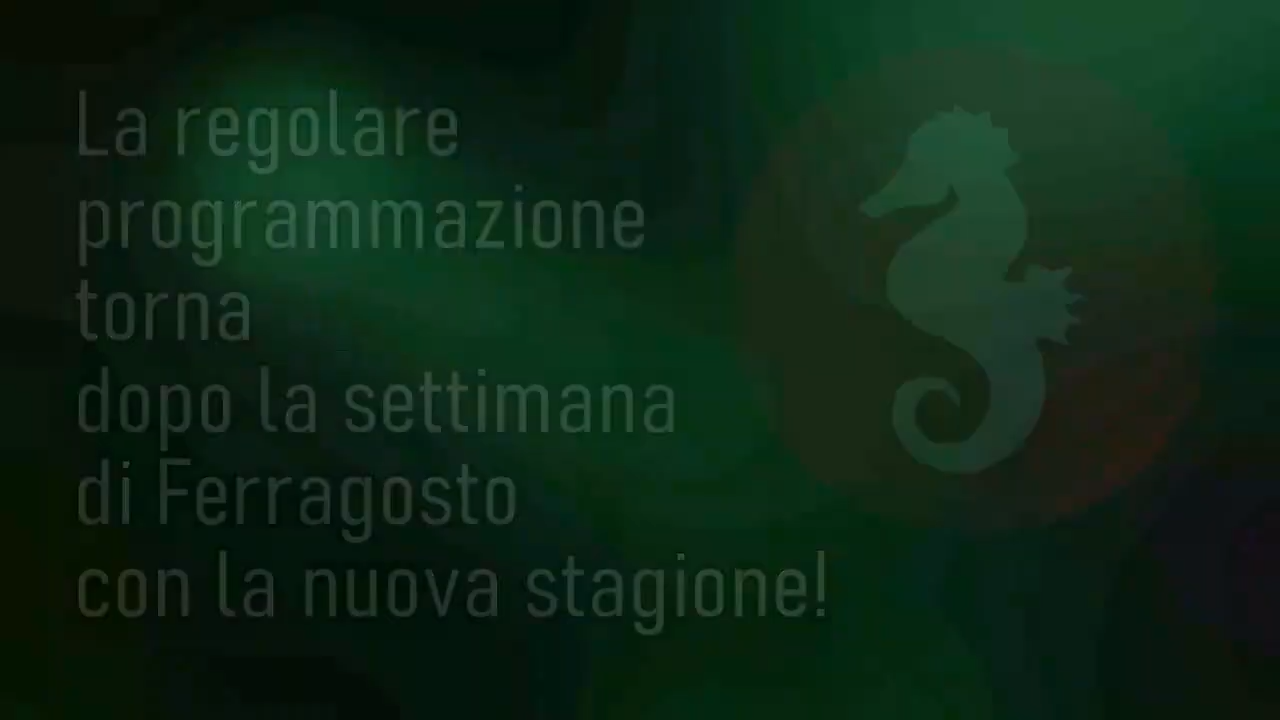 La regolare
programmazione
torna
dopo la settimana
di Ferragosto
con la nuova stagione!